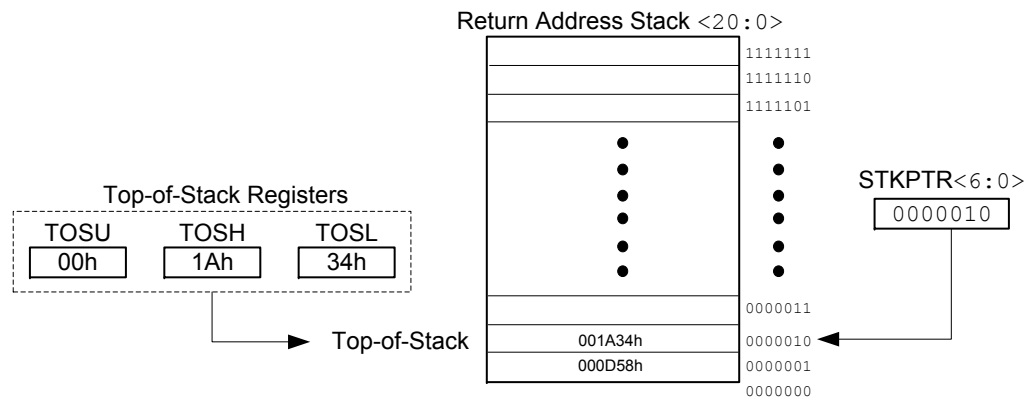 Return Address Stack <20:0>
1111111
1111110
1111101
STKPTR<6:0>
0000010
Top-of-Stack Registers
TOSU TOSH TOSL
00h 1Ah 34h
0000011
Top-of-Stack 001A34h 0000010
000D58h 0000001
0000000